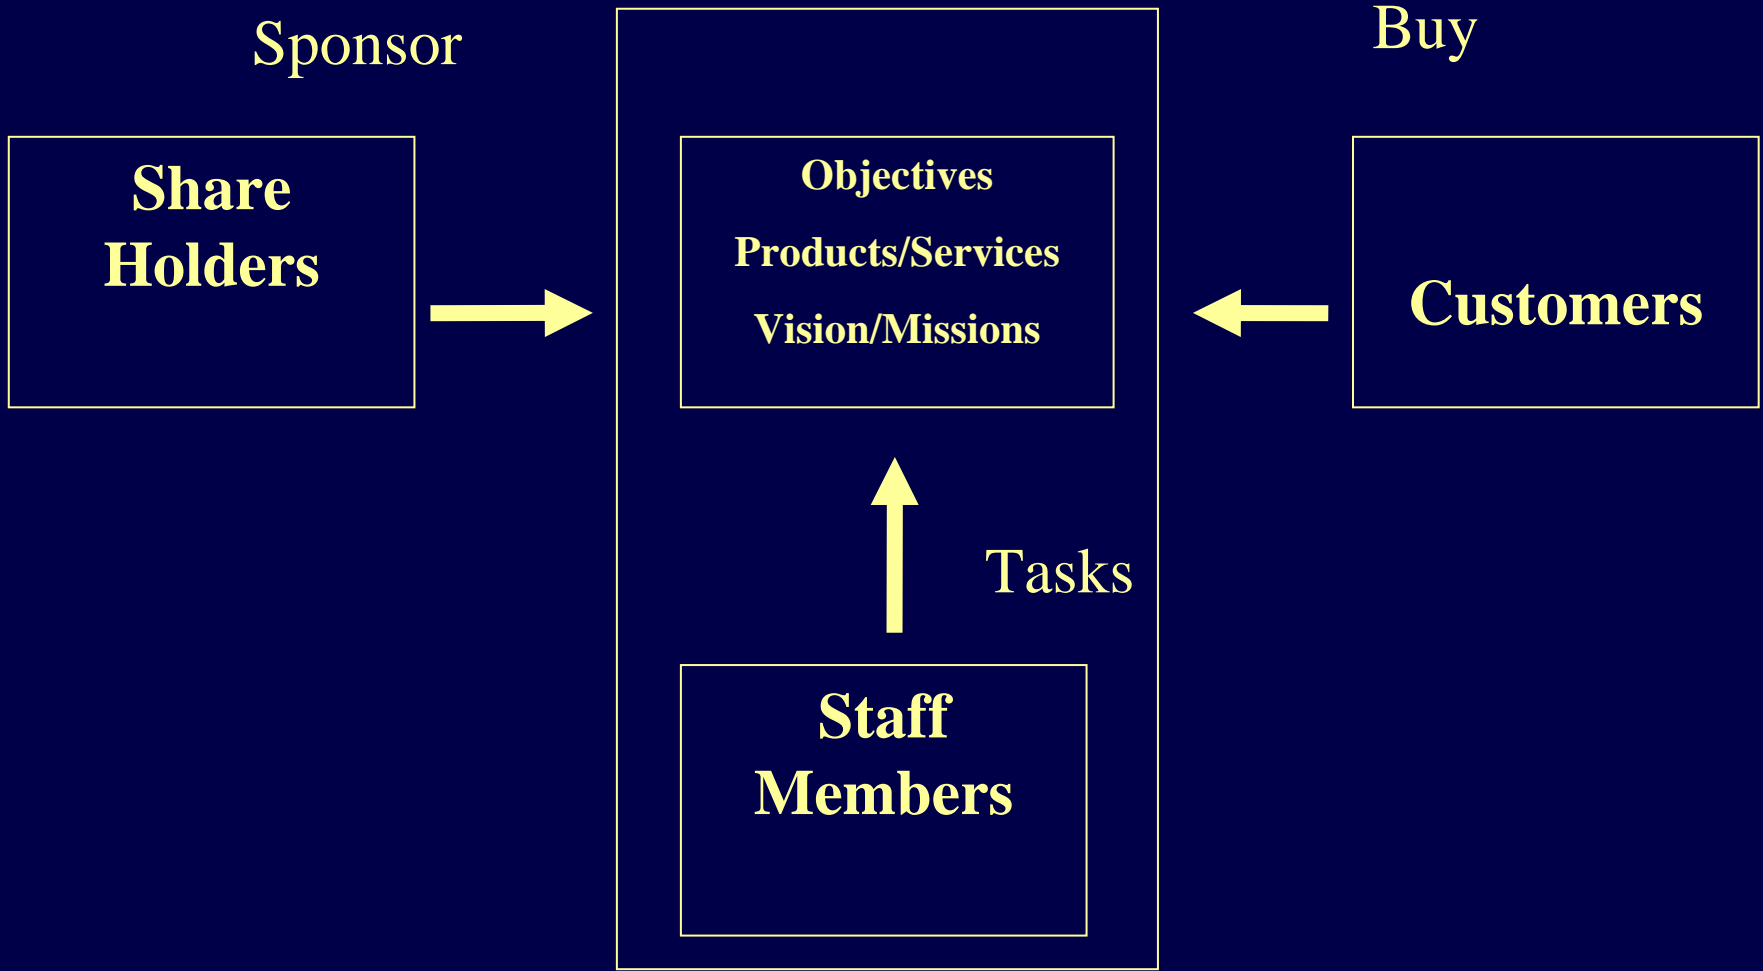 Sponsor
Buy
Share
Holders
Objectives
Products/Services
Vision/Missions
Customers
Tasks
Staff
Members